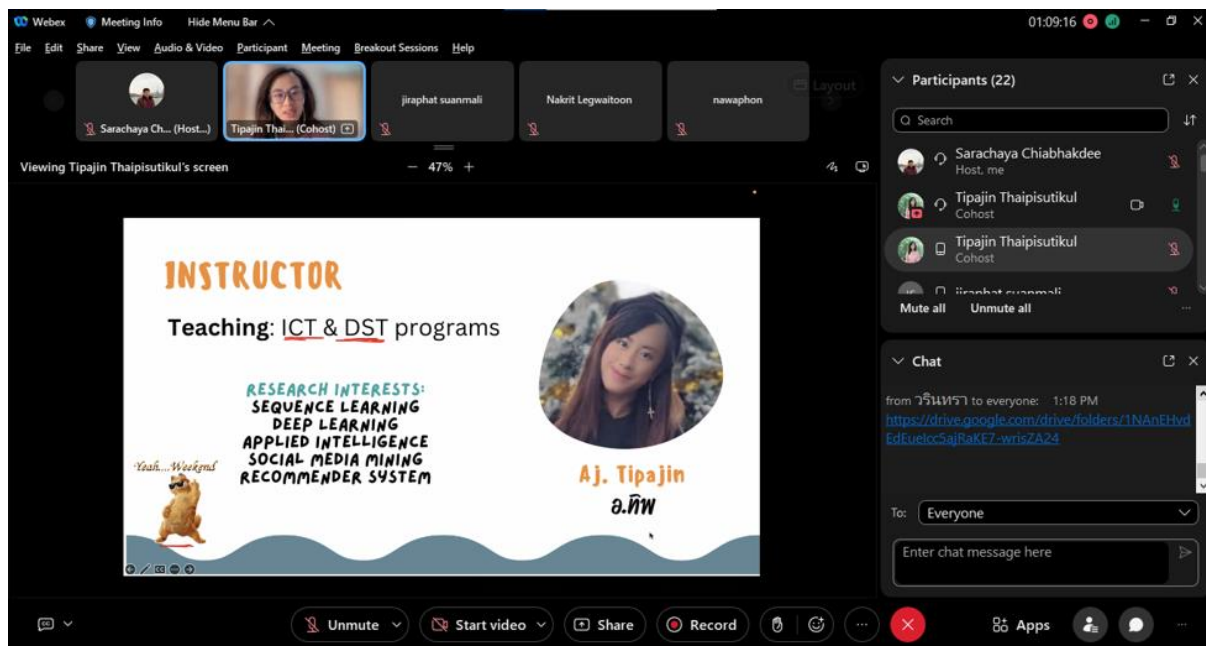 Webex Meeting Info Hide Menu Bar
01:09:16
File Edit Share View Audio & Video Participant Meeting Breakout Sessions Help
Layout
Sarachaya Ch... (Host...)
Tipajin Thai... (Cohost)
jiraphat suanmali
Nakrit Legwaitoon
nawaphon
Viewing Tipajin Thaipisutikul's screen
47%
INSTRUCTOR
Teaching: ICT & DST programs
RESEARCH INTERESTS:
SEQUENCE LEARNING
DEEP LEARNING
APPLIED INTELLIGENCE
SOCIAL MEDIA MINING
RECOMMENDER SYSTEM
Yeah....Weekend
Aj. Tipajin
อ.ทิพ
Participants (22)
Search
Sarachaya Chiabhakdee
Host, me
Tipajin Thaipisutikul
Cohost
Tipajin Thaipisutikul
Cohost
jiraphat suanmali
Mute all Unmute all
Chat
from วรินทรา to everyone: 1:18 PM
https://drive.google.com/drive/folders/1NAnEHvd
EdEuelcc5ajRaKE7-wrisZA24
To: Everyone
Enter chat message here
Unmute
Start video
Share
Record
Apps